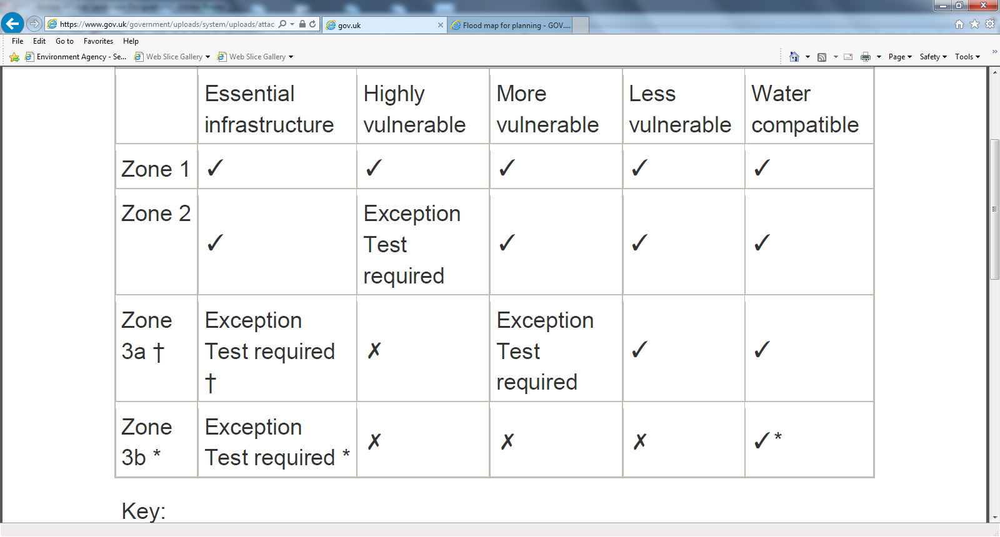 https://www.gov.uk/government/uploads/system/uploads/attac
gov.uk
Flood map for planning - GOV....
File Edit Go to Favorites Help
Environment Agency - Se... Web Slice Gallery Web Slice Gallery
Page Safety Tools
Essential infrastructure Highly vulnerable More vulnerable Less vulnerable Water compatible
Zone 1 ✓ ✓ ✓ ✓ ✓
Zone 2 ✓ Exception Test required ✓ ✓ ✓
Zone 3a † Exception Test required † ✗ Exception Test required ✓ ✓
Zone 3b * Exception Test required * ✗ ✗ ✗ ✓*
Key: